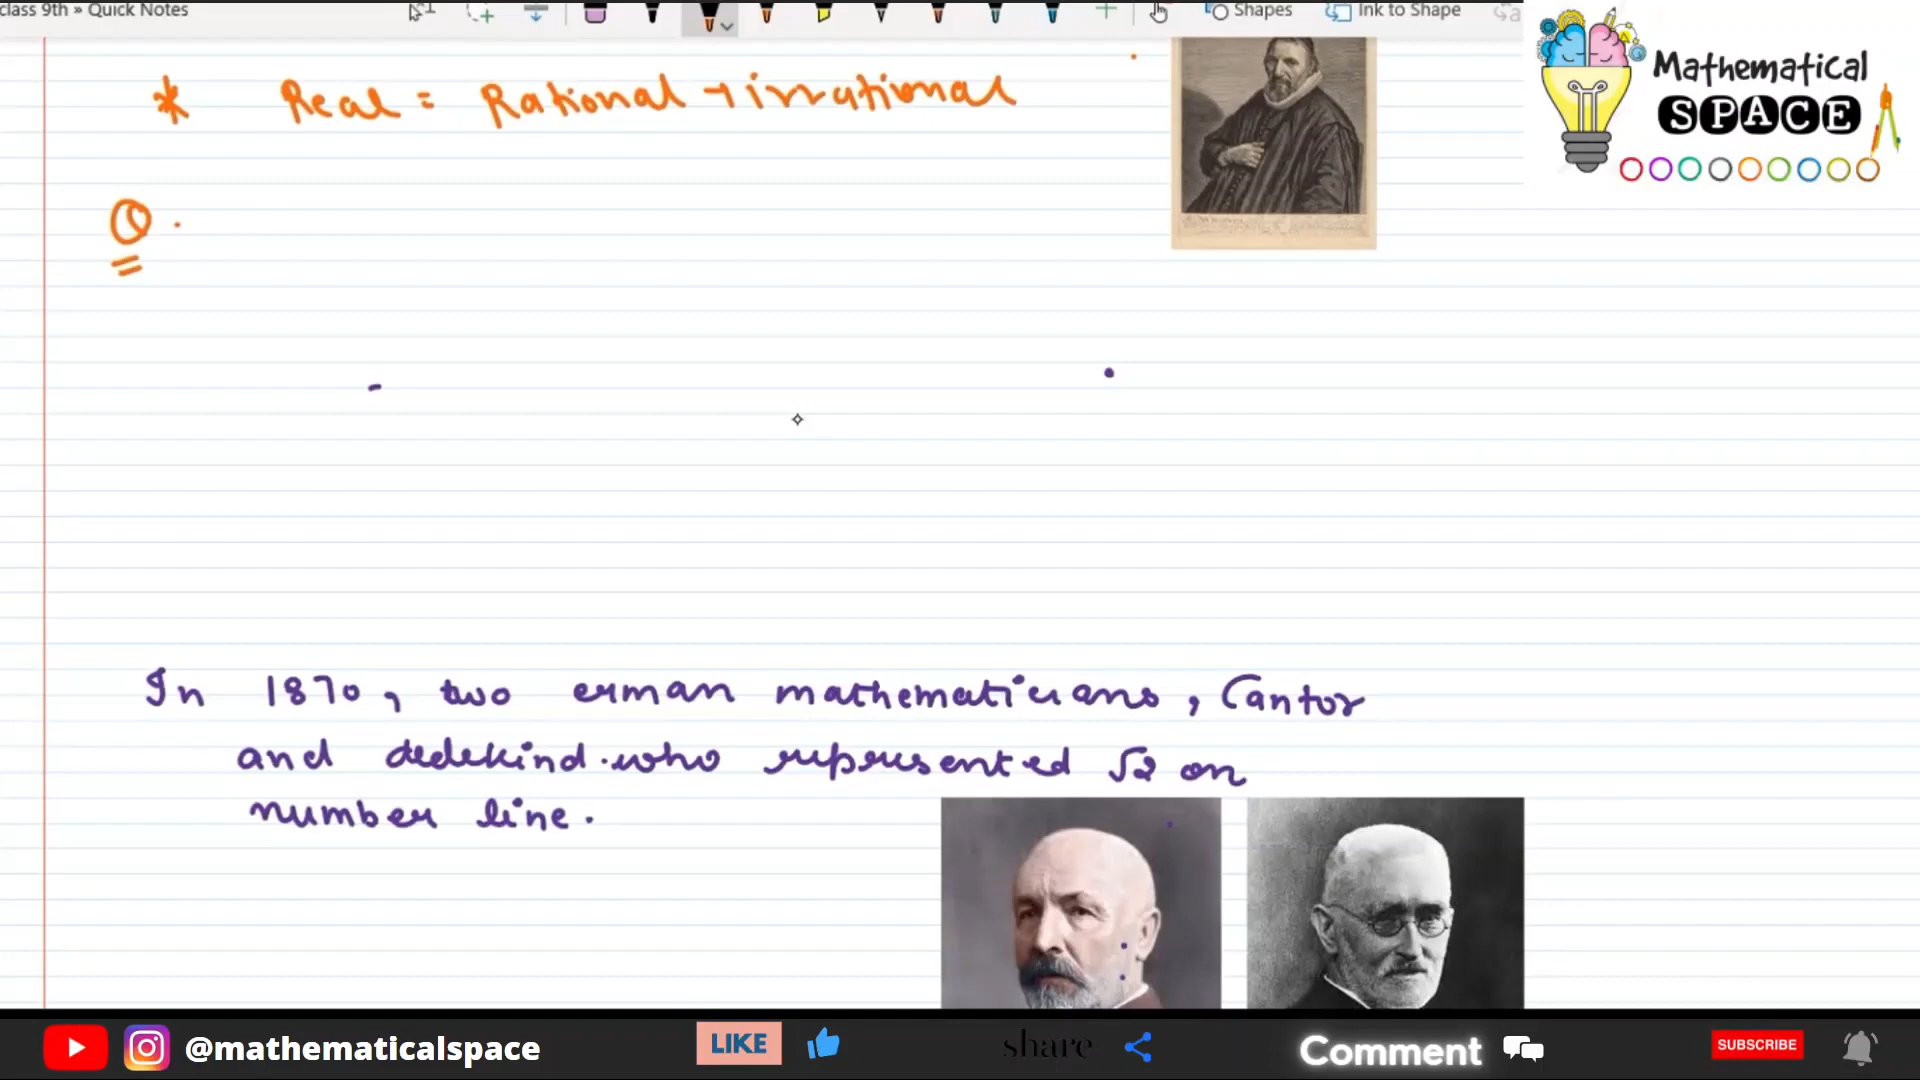 class 9th » Quick Notes
Shapes
Ink to Shape
Mathematical
SPACE
* Real = Rational + irrational
Q.
In 1870, two erman mathematicians, Cantor
and dedekind. who represented √2 on
number line.
@mathematicalspace
LIKE
share
Comment
SUBSCRIBE